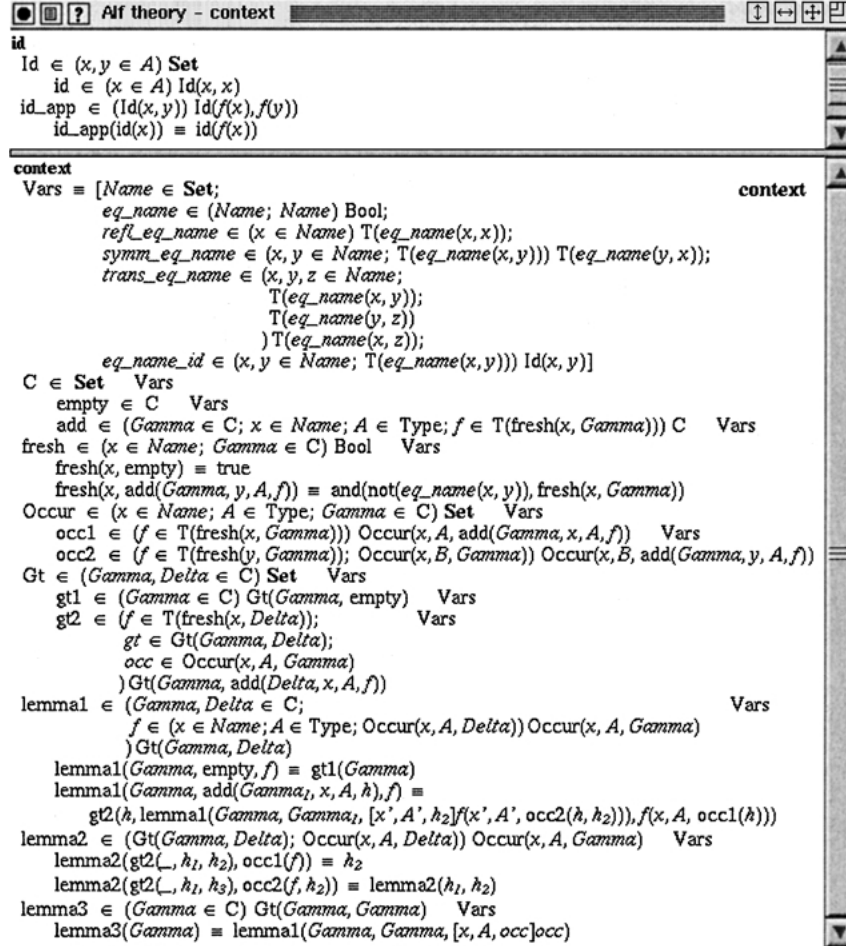 Alf theory - context
id
Id ∈ (x, y ∈ A) Set
id ∈ (x ∈ A) Id(x, x)
id_app ∈ (Id(x, y)) Id(f(x), f(y))
id_app(id(x)) ≡ id(f(x))
context
Vars ≡ [Name ∈ Set; context
eq_name ∈ (Name; Name) Bool;
refl_eq_name ∈ (x ∈ Name) T(eq_name(x, x));
symm_eq_name ∈ (x, y ∈ Name; T(eq_name(x, y))) T(eq_name(y, x));
trans_eq_name ∈ (x, y, z ∈ Name;
T(eq_name(x, y));
T(eq_name(y, z))
) T(eq_name(x, z));
eq_name_id ∈ (x, y ∈ Name; T(eq_name(x, y))) Id(x, y)]
C ∈ Set Vars
empty ∈ C Vars
add ∈ (Gamma ∈ C; x ∈ Name; A ∈ Type; f ∈ T(fresh(x, Gamma))) C Vars
fresh ∈ (x ∈ Name; Gamma ∈ C) Bool Vars
fresh(x, empty) ≡ true
fresh(x, add(Gamma, y, A, f)) ≡ and(not(eq_name(x, y)), fresh(x, Gamma))
Occur ∈ (x ∈ Name; A ∈ Type; Gamma ∈ C) Set Vars
occ1 ∈ (f ∈ T(fresh(x, Gamma))) Occur(x, A, add(Gamma, x, A, f)) Vars
occ2 ∈ (f ∈ T(fresh(y, Gamma)); Occur(x, B, Gamma)) Occur(x, B, add(Gamma, y, A, f))
Gt ∈ (Gamma, Delta ∈ C) Set Vars
gt1 ∈ (Gamma ∈ C) Gt(Gamma, empty) Vars
gt2 ∈ (f ∈ T(fresh(x, Delta)); Vars
gt ∈ Gt(Gamma, Delta);
occ ∈ Occur(x, A, Gamma)
) Gt(Gamma, add(Delta, x, A, f))
lemma1 ∈ (Gamma, Delta ∈ C; Vars
f ∈ (x ∈ Name; A ∈ Type; Occur(x, A, Delta)) Occur(x, A, Gamma)
) Gt(Gamma, Delta)
lemma1(Gamma, empty, f) ≡ gt1(Gamma)
lemma1(Gamma, add(Gamma₁, x, A, h), f) ≡
gt2(h, lemma1(Gamma, Gamma₁, [x', A', h₂]f(x', A', occ2(h, h₂))), f(x, A, occ1(h)))
lemma2 ∈ (Gt(Gamma, Delta); Occur(x, A, Delta)) Occur(x, A, Gamma) Vars
lemma2(gt2(_, h₁, h₂), occ1(f)) ≡ h₂
lemma2(gt2(_, h₁, h₃), occ2(f, h₂)) ≡ lemma2(h₁, h₂)
lemma3 ∈ (Gamma ∈ C) Gt(Gamma, Gamma) Vars
lemma3(Gamma) ≡ lemma1(Gamma, Gamma, [x, A, occ]occ)